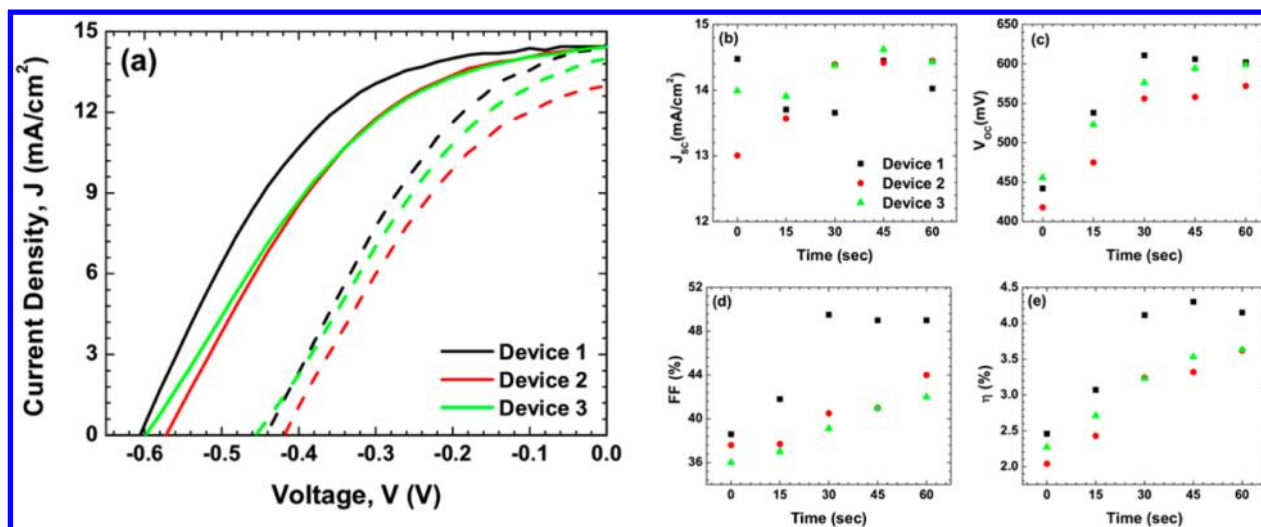 (a)
Current Density, J (mA/cm²)
15
12
9
6
3
0
-0.6 -0.5 -0.4 -0.3 -0.2 -0.1 0.0
Voltage, V (V)
Device 1
Device 2
Device 3
(b)
J_SC(mA/cm²)
15
14
13
12
0 15 30 45 60
Time (sec)
Device 1
Device 2
Device 3
(c)
V_OC(mV)
650
600
550
500
450
400
0 15 30 45 60
Time (sec)
(d)
FF (%)
52
48
44
40
36
0 15 30 45 60
Time (sec)
(e)
η (%)
4.5
4.0
3.5
3.0
2.5
2.0
0 15 30 45 60
Time (sec)